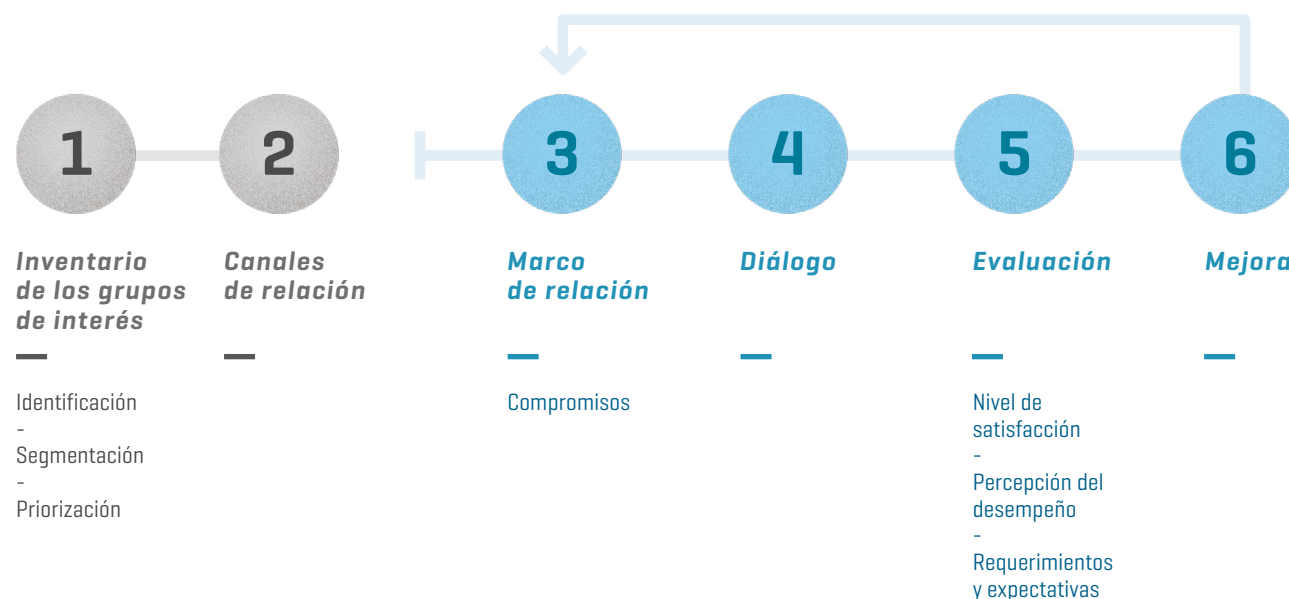 1
2
3
4
5
6
Inventario
de los grupos
de interés
Canales
de relación
Marco
de relación
Diálogo
Evaluación
Mejora
Identificación
-
Segmentación
-
Priorización
Compromisos
Nivel de
satisfacción
-
Percepción del
desempeño
-
Requerimientos
y expectativas